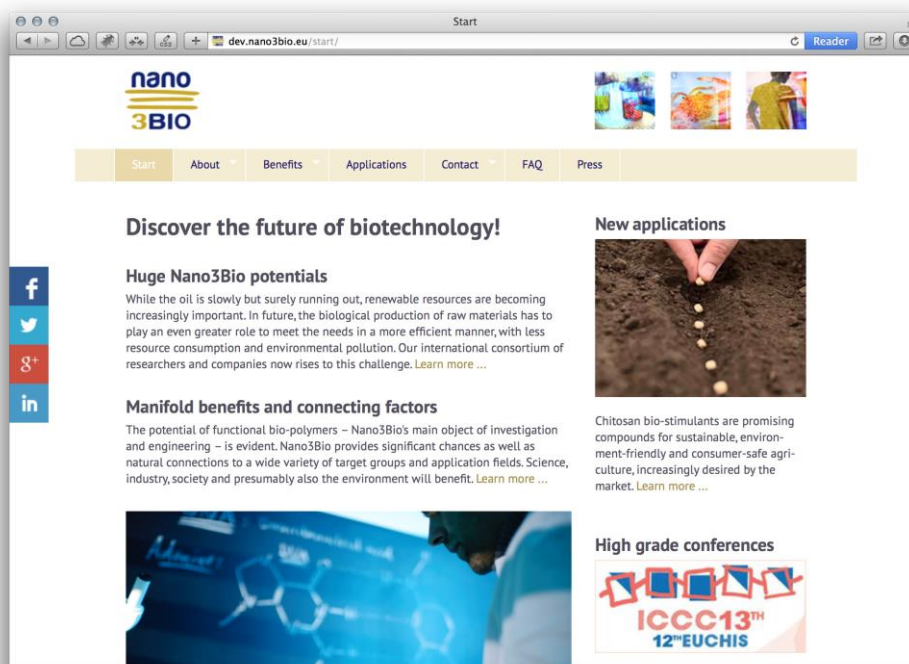 Start
dev.nano3bio.eu/start/
Reader
nano
3BIO
Start
About
Benefits
Applications
Contact
FAQ
Press
Discover the future of biotechnology!
Huge Nano3Bio potentials
While the oil is slowly but surely running out, renewable resources are becoming
increasingly important. In future, the biological production of raw materials has to
play an even greater role to meet the needs in a more efficient manner, with less
resource consumption and environmental pollution. Our international consortium of
researchers and companies now rises to this challenge. Learn more ...
Manifold benefits and connecting factors
The potential of functional bio-polymers – Nano3Bio's main object of investigation
and engineering – is evident. Nano3Bio provides significant chances as well as
natural connections to a wide variety of target groups and application fields. Science,
industry, society and presumably also the environment will benefit. Learn more ...
New applications
Chitosan bio-stimulants are promising
compounds for sustainable, environ-
ment-friendly and consumer-safe agri-
culture, increasingly desired by the
market. Learn more ...
High grade conferences
ICCC13TH
12THEUCHIS
f
g+
in